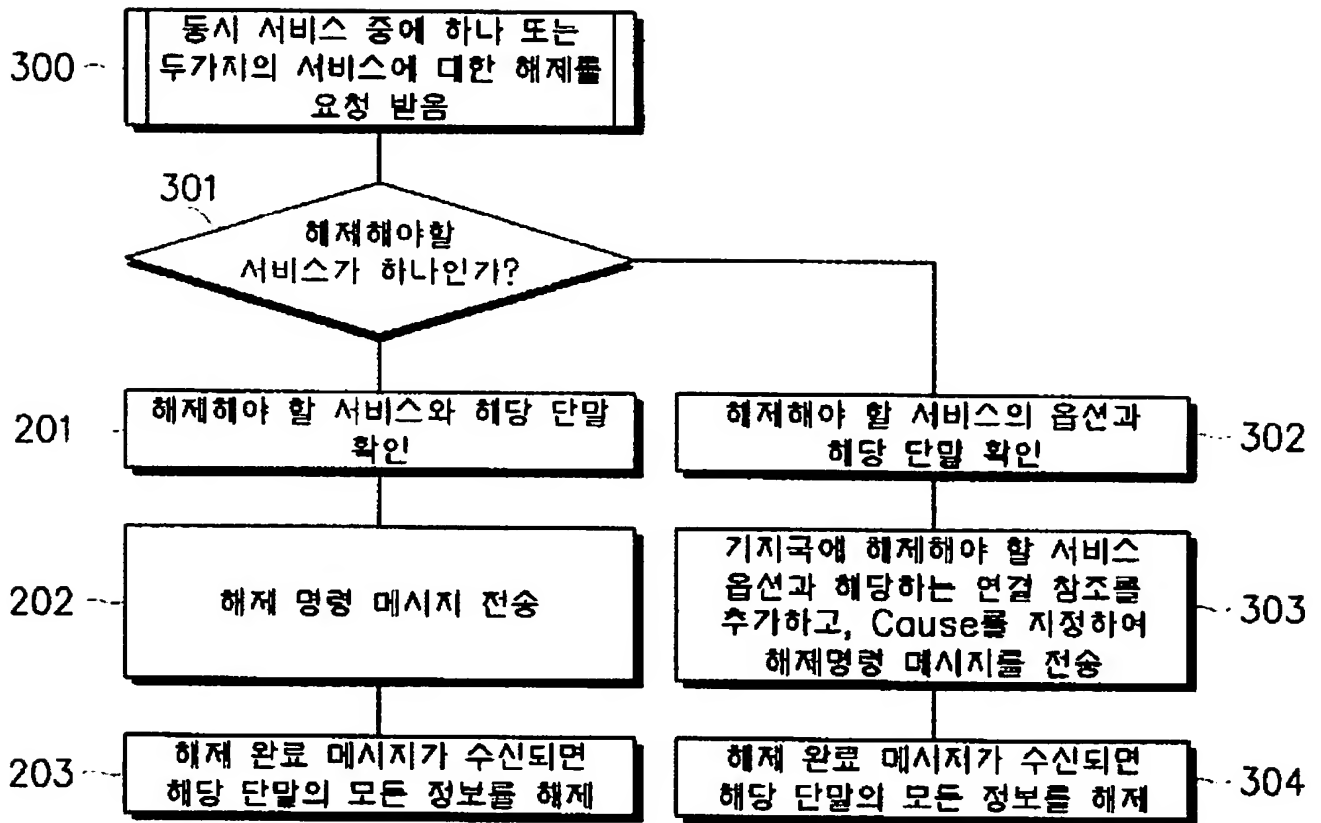 300
동시 서비스 중에 하나 또는
두가지의 서비스에 대한 해제를
요청 받음
301
해제해야할
서비스가 하나인가?
201
해제해야 할 서비스와 해당 단말
확인
해제해야 할 서비스의 옵션과
해당 단말 확인
302
202
해제 명령 메시지 전송
기지국에 해제해야 할 서비스
옵션과 해당하는 연결 참조를
추가하고, Cause를 지정하여
해제명령 메시지를 전송
303
203
해제 완료 메시지가 수신되면
해당 단말의 모든 정보를 해제
해제 완료 메시지가 수신되면
해당 단말의 모든 정보를 해제
304